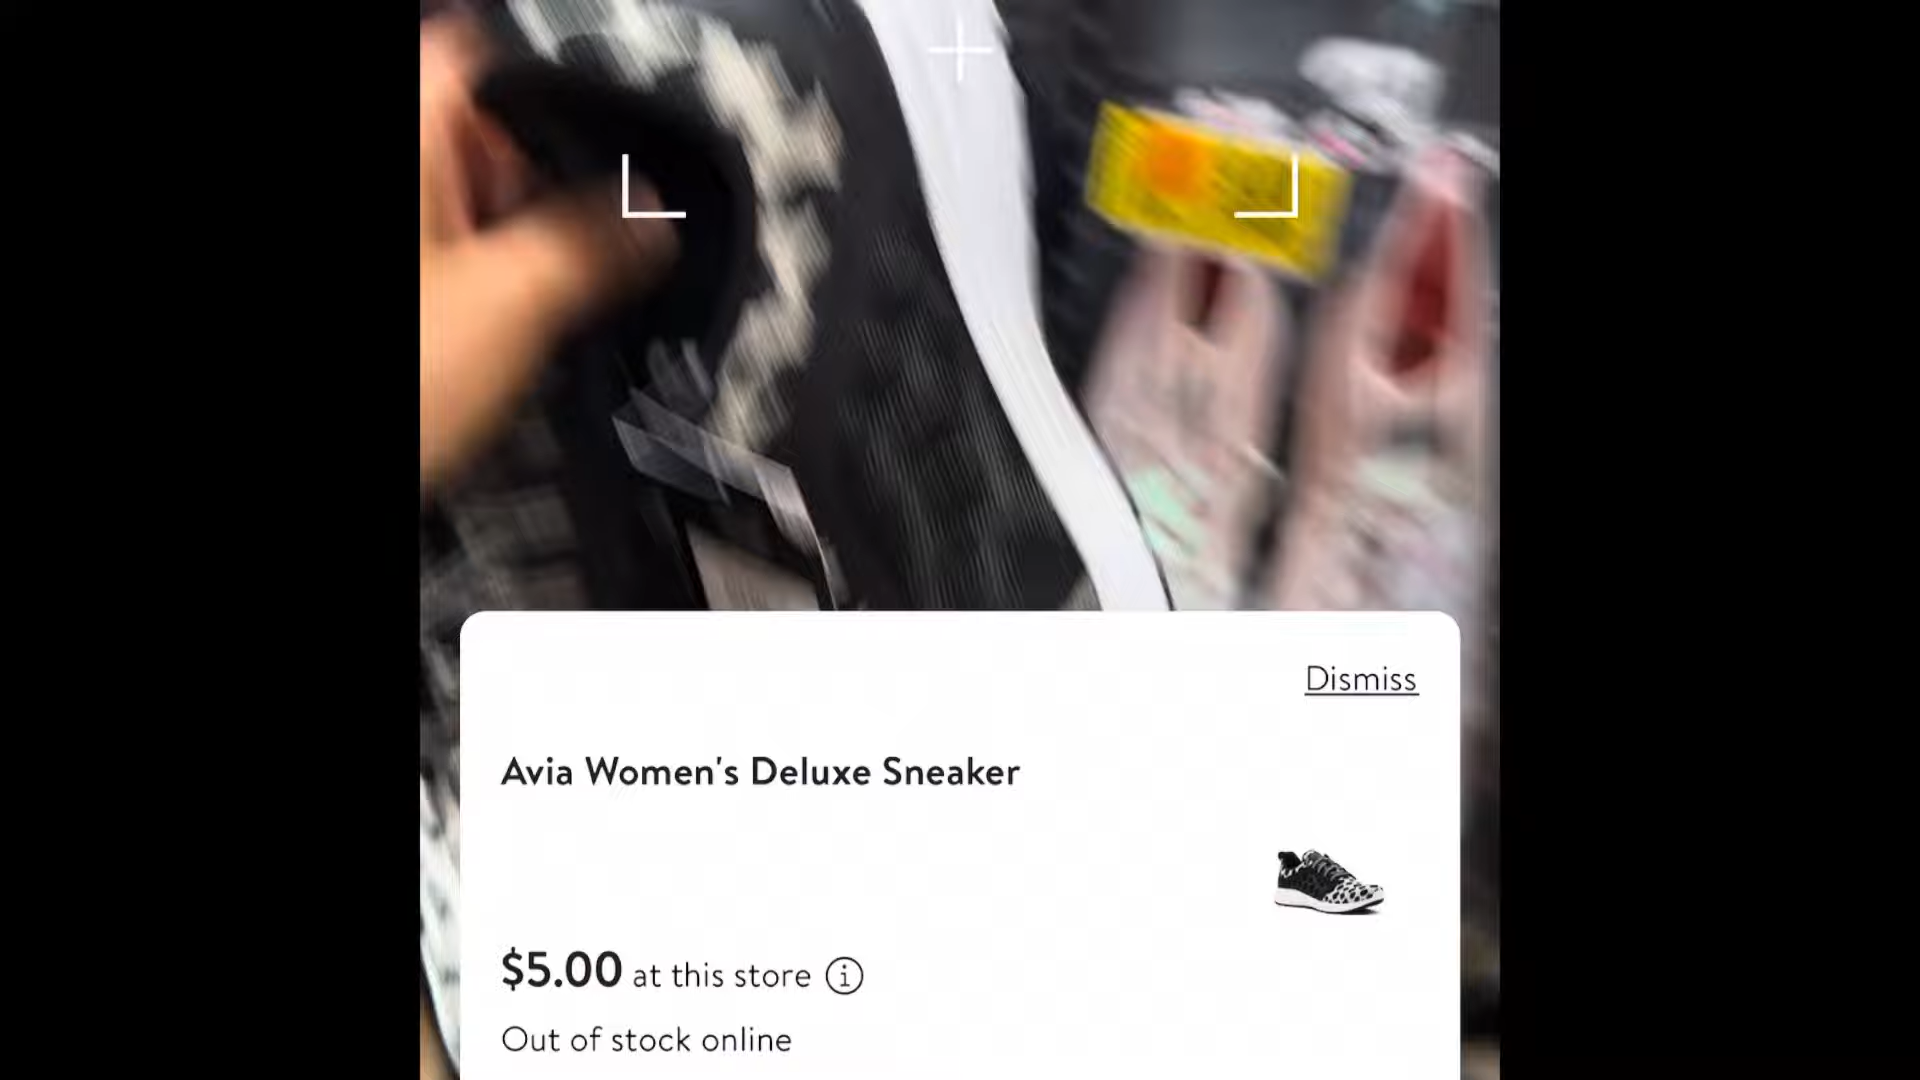 Dismiss
Avia Women's Deluxe Sneaker
$5.00 at this store
Out of stock online